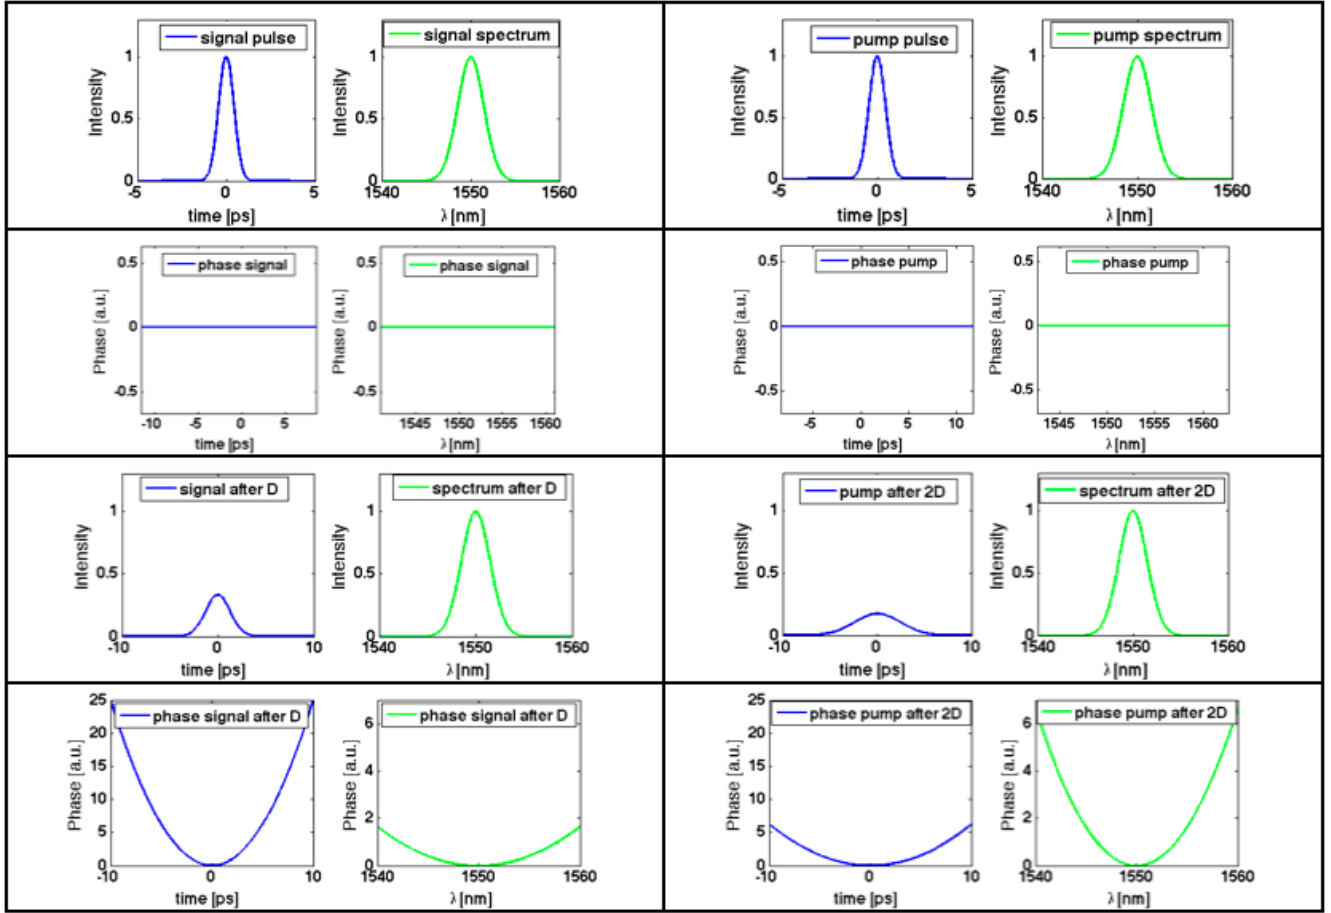 signal pulse
Intensity
1
0.5
0
-5 0 5
time [ps]
signal spectrum
Intensity
1
0.5
0
1540 1550 1560
λ[nm]
pump pulse
Intensity
1
0.5
0
-5 0 5
time [ps]
pump spectrum
Intensity
1
0.5
0
1540 1550 1560
λ[nm]
phase signal
Phase [a.u.]
0.5
0
-0.5
-10 -5 0 5
time [ps]
phase signal
Phase [a.u.]
0.5
0
-0.5
1545 1550 1555 1560
λ[nm]
phase pump
Phase [a.u.]
0.5
0
-0.5
-5 0 5 10
time [ps]
phase pump
Phase [a.u.]
0.5
0
-0.5
1545 1550 1555 1560
λ[nm]
signal after D
Intensity
1
0.5
0
-10 0 10
time [ps]
spectrum after D
Intensity
1
0.5
0
1540 1550 1560
λ[nm]
pump after 2D
Intensity
1
0.5
0
-10 0 10
time [ps]
spectrum after 2D
Intensity
1
0.5
0
1540 1550 1560
λ[nm]
phase signal after D
Phase [a.u.]
25
20
15
10
5
0
-10 0 10
time [ps]
phase signal after D
Phase [a.u.]
6
4
2
0
1540 1550 1560
λ[nm]
phase pump after 2D
Phase [a.u.]
25
20
15
10
5
0
-10 0 10
time [ps]
phase pump after 2D
Phase [a.u.]
6
4
2
0
1540 1550 1560
λ[nm]